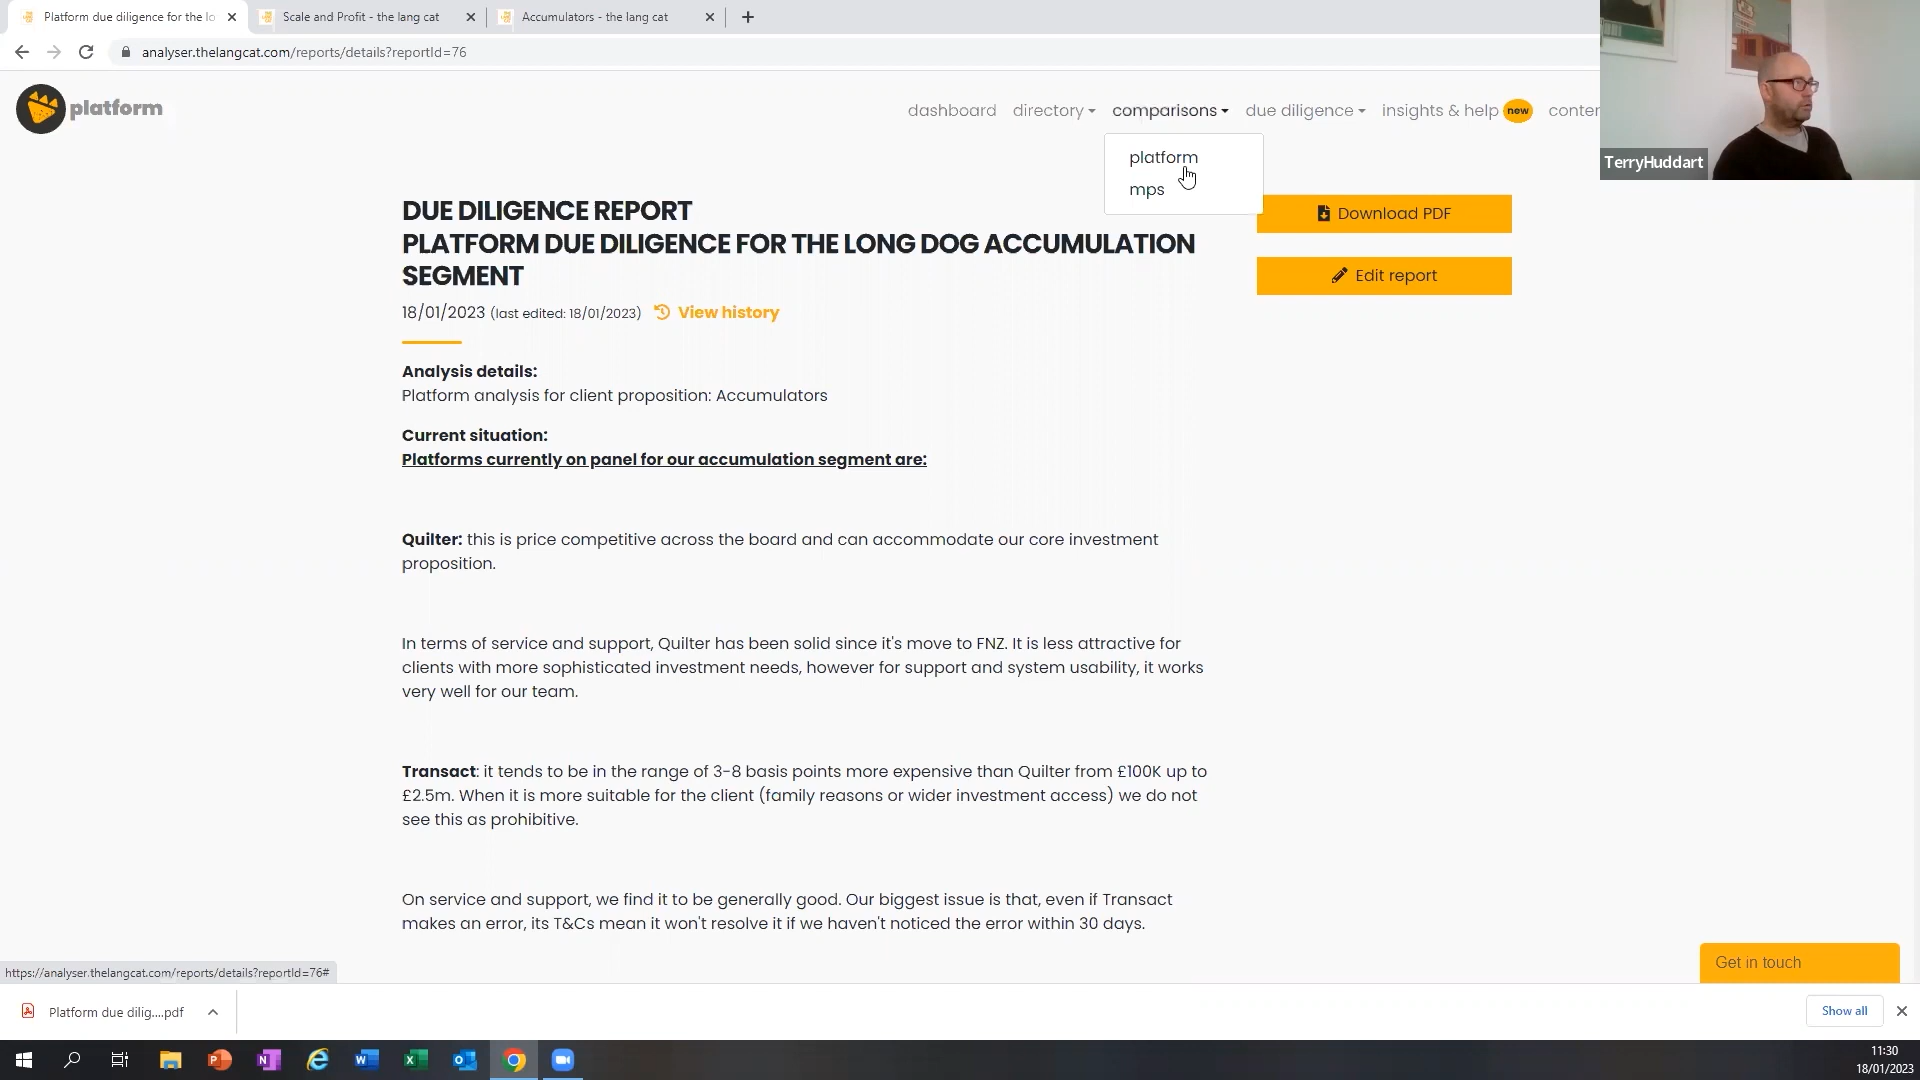 Platform due diligence for the lo
Scale and Profit - the lang cat
Accumulators - the lang cat
analyser.thelangcat.com/reports/details?reportId=76
platform
dashboard
directory
comparisons
due diligence
insights & help
new
conten
platform
mps
TerryHuddart
DUE DILIGENCE REPORT
PLATFORM DUE DILIGENCE FOR THE LONG DOG ACCUMULATION
SEGMENT
18/01/2023 (last edited: 18/01/2023) View history
Download PDF
Edit report
Analysis details:
Platform analysis for client proposition: Accumulators
Current situation:
Platforms currently on panel for our accumulation segment are:
Quilter: this is price competitive across the board and can accommodate our core investment
proposition.
In terms of service and support, Quilter has been solid since it's move to FNZ. It is less attractive for
clients with more sophisticated investment needs, however for support and system usability, it works
very well for our team.
Transact: it tends to be in the range of 3-8 basis points more expensive than Quilter from £100K up to
£2.5m. When it is more suitable for the client (family reasons or wider investment access) we do not
see this as prohibitive.
On service and support, we find it to be generally good. Our biggest issue is that, even if Transact
makes an error, its T&Cs mean it won't resolve it if we haven't noticed the error within 30 days.
Get in touch
https://analyser.thelangcat.com/reports/details?reportId=76#
Platform due dilig....pdf
Show all
11:30
18/01/2023